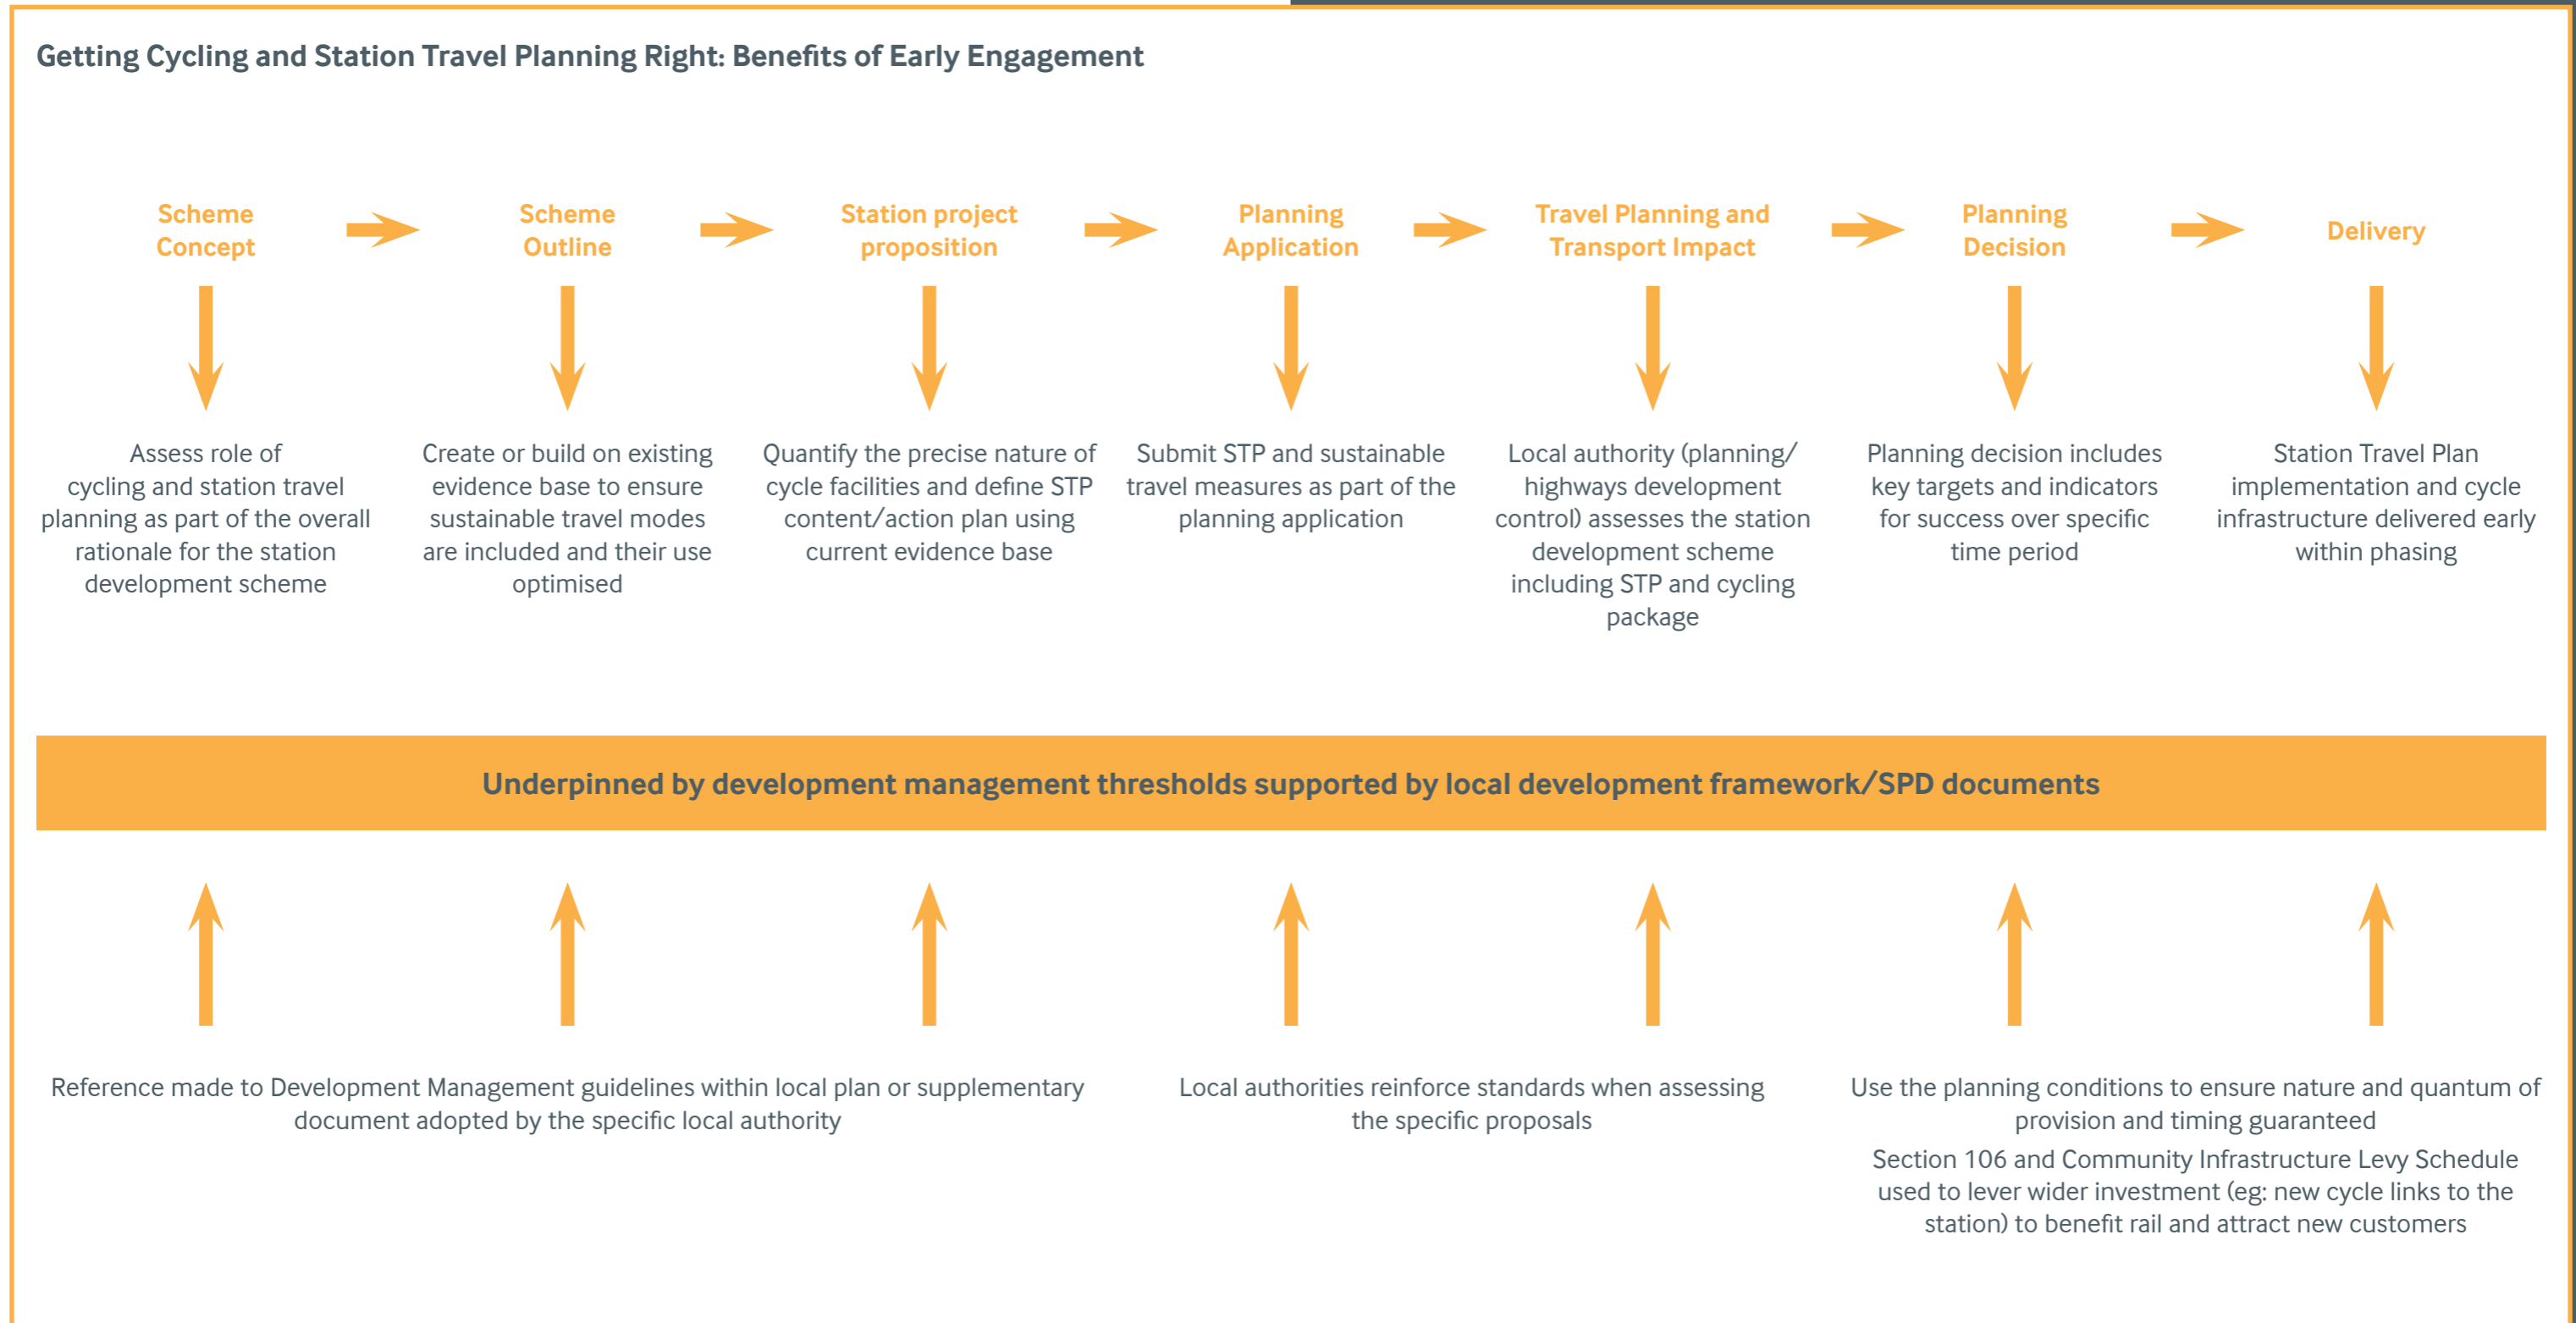 Getting Cycling and Station Travel Planning Right: Benefits of Early Engagement
Scheme
Concept
Scheme
Outline
Station project
proposition
Planning
Application
Travel Planning and
Transport Impact
Planning
Decision
Delivery
Assess role of
cycling and station travel
planning as part of the overall
rationale for the station
development scheme
Create or build on existing
evidence base to ensure
sustainable travel modes
are included and their use
optimised
Quantify the precise nature of
cycle facilities and define STP
content/action plan using
current evidence base
Submit STP and sustainable
travel measures as part of the
planning application
Local authority (planning/
highways development
control) assesses the station
development scheme
including STP and cycling
package
Planning decision includes
key targets and indicators
for success over specific
time period
Station Travel Plan
implementation and cycle
infrastructure delivered early
within phasing
Underpinned by development management thresholds supported by local development framework/SPD documents
Reference made to Development Management guidelines within local plan or supplementary
document adopted by the specific local authority
Local authorities reinforce standards when assessing
the specific proposals
Use the planning conditions to ensure nature and quantum of
provision and timing guaranteed
Section 106 and Community Infrastructure Levy Schedule
used to lever wider investment (eg: new cycle links to the
station) to benefit rail and attract new customers